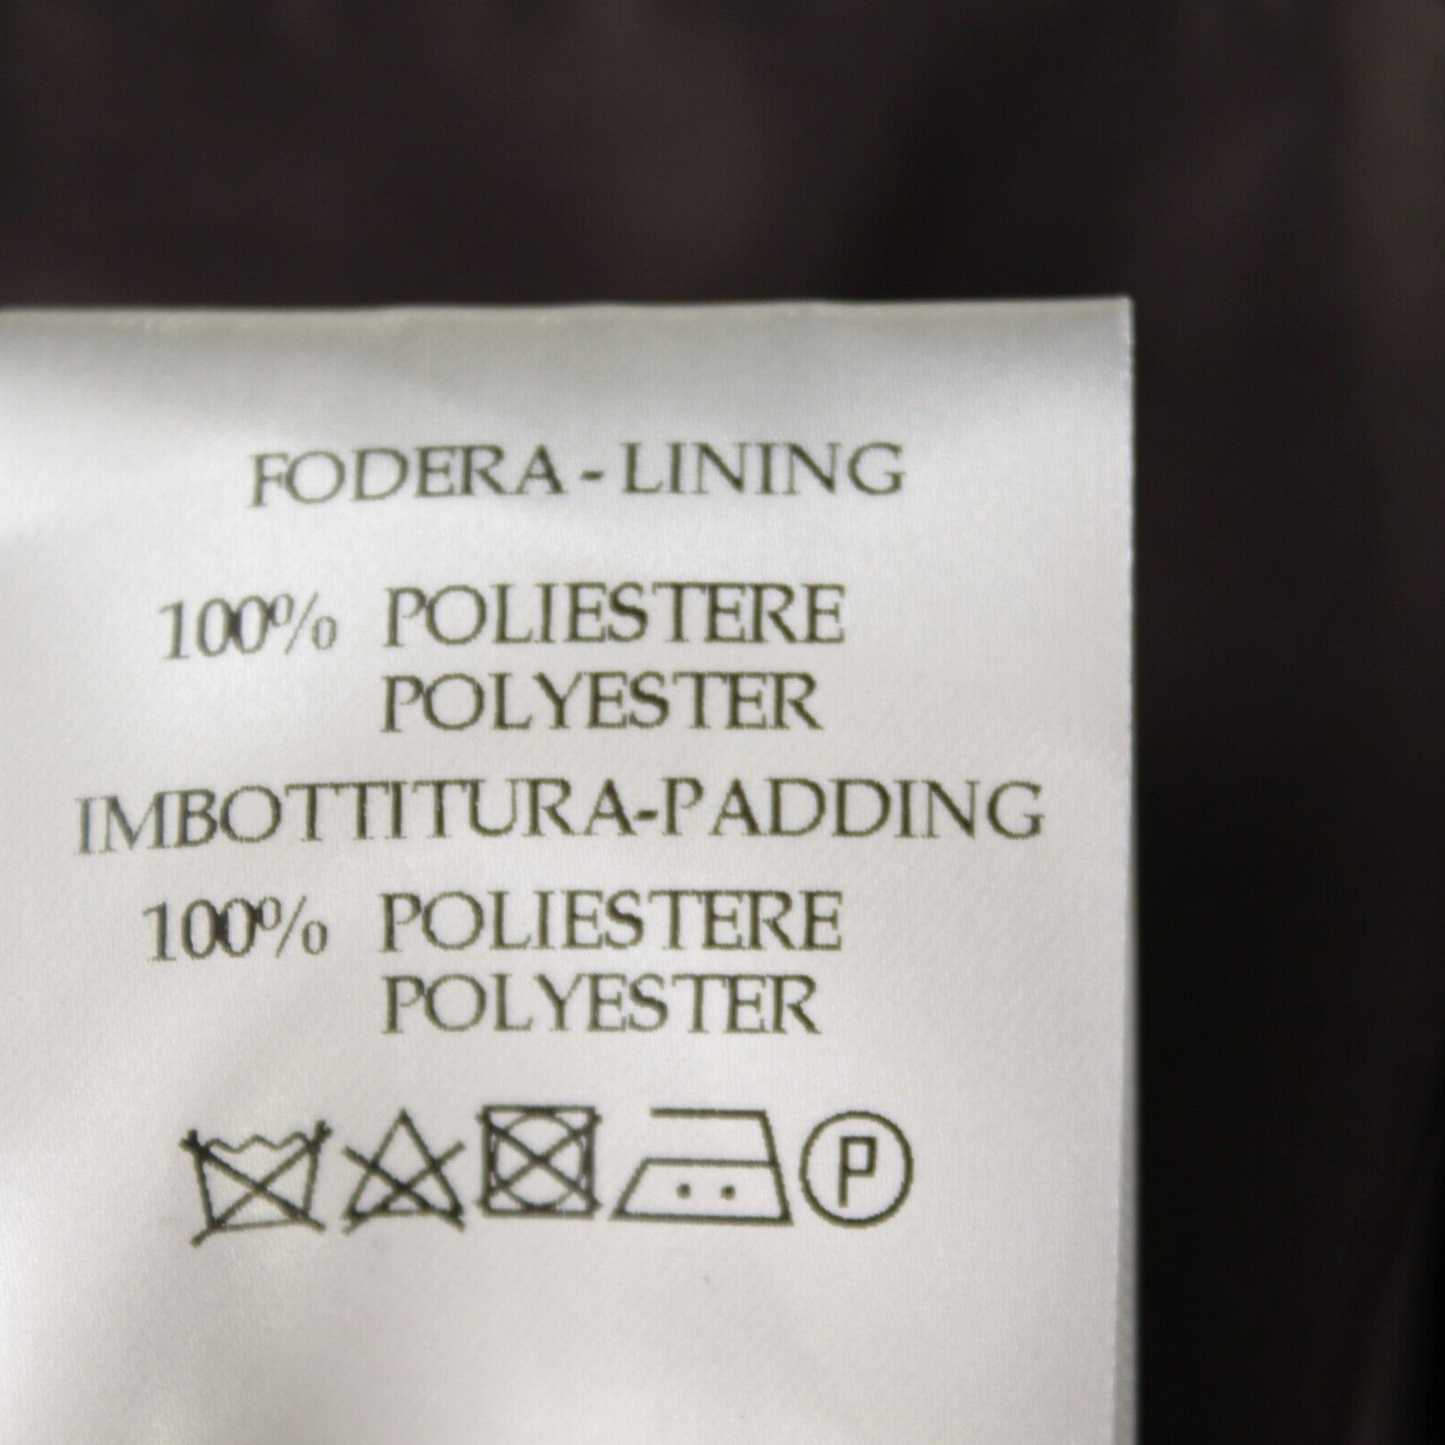 FODERA - LINING
100% POLIESTERE
POLYESTER
IMBOTTITURA-PADDING
100% POLIESTERE
POLYESTER
P